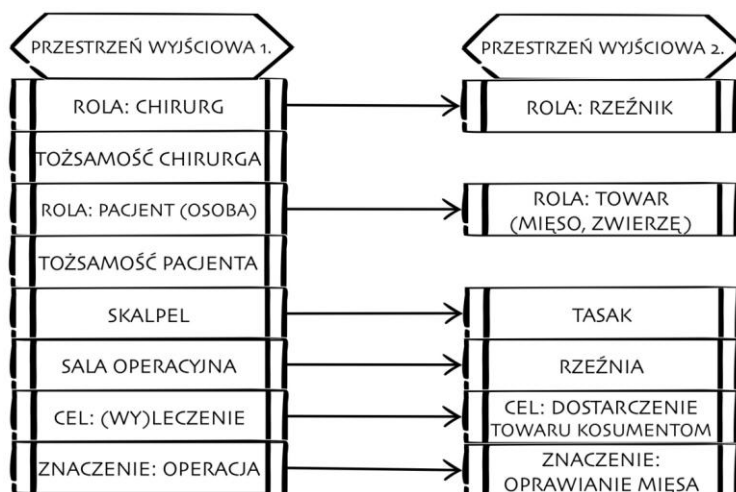 PRZESTRZEŃ WYJŚCIOWA 1.
PRZESTRZEŃ WYJŚCIOWA 2.
ROLA: CHIRURG
ROLA: RZEŹNIK
TOŻSAMOŚĆ CHIRURGA
ROLA: PACJENT (OSOBA)
ROLA: TOWAR
(MIĘSO, ZWIERZĘ)
TOŻSAMOŚĆ PACJENTA
SKALPEL
TASAK
SALA OPERACYJNA
RZEŹNIA
CEL: (WY)LECZENIE
CEL: DOSTARCZENIE
TOWARU KOSUMENTOM
ZNACZENIE: OPERACJA
ZNACZENIE:
OPRAWIANIE MIĘSA